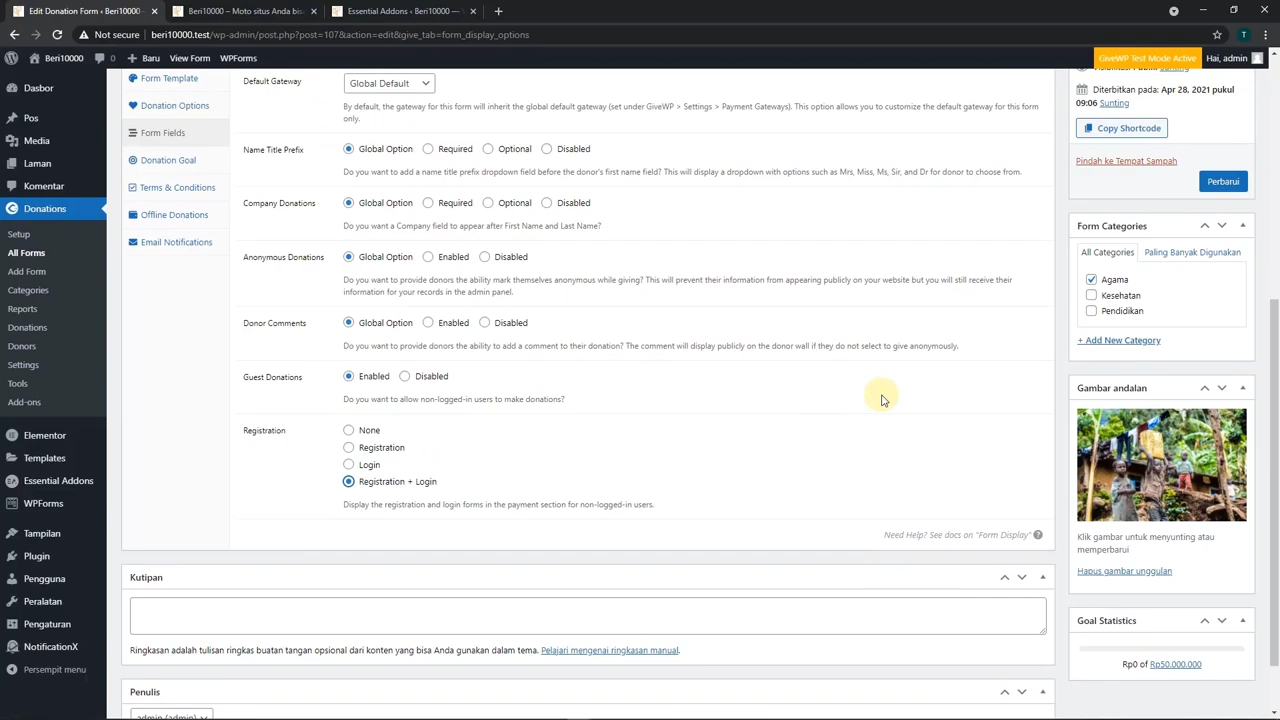 Edit Donation Form ‹ Beri10000 —
Beri10000 – Moto situs Anda bis
Essential Addons ‹ Beri10000 —
Not secure
beri10000.test/wp-admin/post.php?post=107&action=edit&give_tab=form_display_options
T
Beri10000
0
Baru
View Form
WPForms
GiveWP Test Mode Active
Hai, admin
Dasbor
Pos
Media
Laman
Komentar
Donations
Setup
All Forms
Add Form
Categories
Reports
Donations
Donors
Settings
Tools
Add-ons
Elementor
Templates
Essential Addons
WPForms
Tampilan
Plugin
Pengguna
Peralatan
Pengaturan
NotificationX
Persempit menu
Form Template
Donation Options
Form Fields
Donation Goal
Terms & Conditions
Offline Donations
Email Notifications
Default Gateway
Global Default
By default, the gateway for this form will inherit the global default gateway (set under GiveWP > Settings > Payment Gateways). This option allows you to customize the default gateway for this form
only.
Name Title Prefix
Global Option Required Optional Disabled
Do you want to add a name title prefix dropdown field before the donor's first name field? This will display a dropdown with options such as Mrs, Miss, Ms, Sir, and Dr for donor to choose from.
Company Donations
Global Option Required Optional Disabled
Do you want a Company field to appear after First Name and Last Name?
Anonymous Donations
Global Option Enabled Disabled
Do you want to provide donors the ability mark themselves anonymous while giving? This will prevent their information from appearing publicly on your website but you will still receive their
information for your records in the admin panel.
Donor Comments
Global Option Enabled Disabled
Do you want to provide donors the ability to add a comment to their donation? The comment will display publicly on the donor wall if they do not select to give anonymously.
Guest Donations
Enabled Disabled
Do you want to allow non-logged-in users to make donations?
Registration
None
Registration
Login
Registration + Login
Display the registration and login forms in the payment section for non-logged-in users.
Need Help? See docs on "Form Display"
Kutipan
Ringkasan adalah tulisan ringkas buatan tangan opsional dari konten yang bisa Anda gunakan dalam tema. Pelajari mengenai ringkasan manual.
Penulis
admin (admin)
Visibilitas: Publik Sunting
Diterbitkan pada: Apr 28, 2021 pukul
09:06 Sunting
Copy Shortcode
Pindah ke Tempat Sampah
Perbarui
Form Categories
All Categories
Paling Banyak Digunakan
Agama
Kesehatan
Pendidikan
+ Add New Category
Gambar andalan
Klik gambar untuk menyunting atau
memperbarui
Hapus gambar unggulan
Goal Statistics
Rp0 of Rp50.000.000